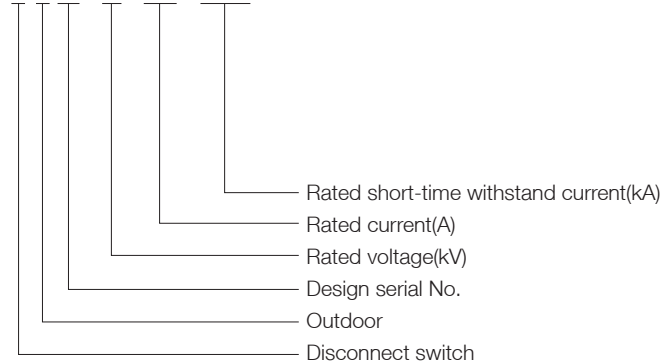 Rated short-time withstand current(kA)
Rated current(A)
Rated voltage(kV)
Design serial No.
Outdoor
Disconnect switch